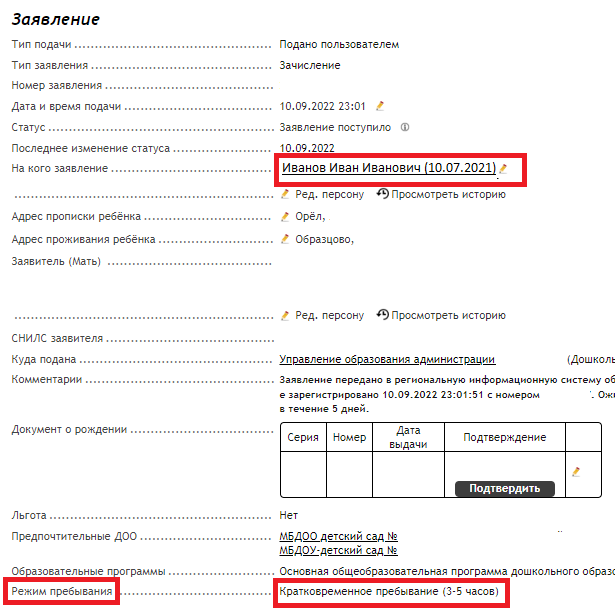 Заявление
Тип подачи Подано пользователем
Тип заявления Зачисление
Номер заявления
Дата и время подачи 10.09.2022 23:01
Статус Заявление поступило
Последнее изменение статуса 10.09.2022
На кого заявление Иванов Иван Иванович (10.07.2021)
Ред. персону Просмотреть историю
Адрес прописки ребёнка Орёл,
Адрес проживания ребёнка Образцово,
Заявитель (Мать)
Ред. персону Просмотреть историю
СНИЛС заявителя
Куда подана Управление образования администрации (Дошколь
Комментарии Заявление передано в региональную информационную систему об
е зарегистрировано 10.09.2022 23:01:51 с номером . Ожи
в течение 5 дней.
Документ о рождении Серия Номер Дата выдачи Подтверждение
Подтвердить
Льгота Нет
Предпочтительные ДОО МБДОО детский сад №
МБДОУ-детский сад №
Образовательные программы Основная общеобразовательная программа дошкольного образо
Режим пребывания Кратковременное пребывание (3-5 часов)